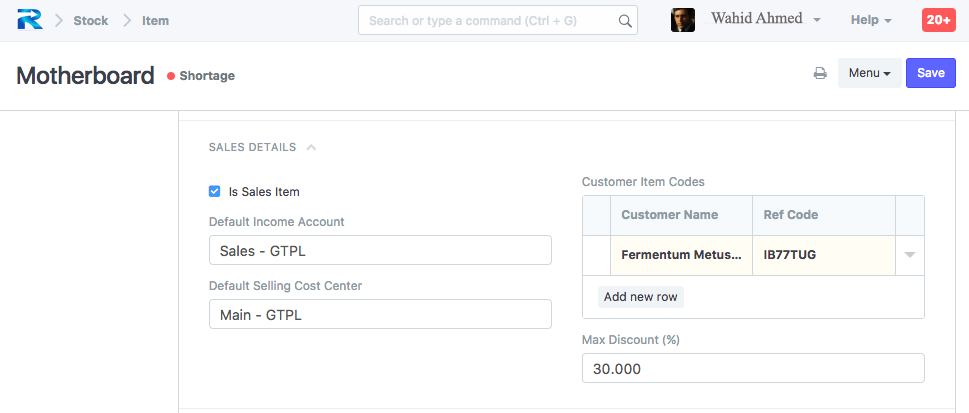 Stock Item Search or type a command (Ctrl + G) Wahid Ahmed Help 20+
Motherboard Shortage Menu Save
SALES DETAILS
Is Sales Item
Default Income Account
Sales - GTPL
Default Selling Cost Center
Main - GTPL
Customer Item Codes
Customer Name Ref Code
Fermentum Metus... IB77TUG
Add new row
Max Discount (%)
30.000